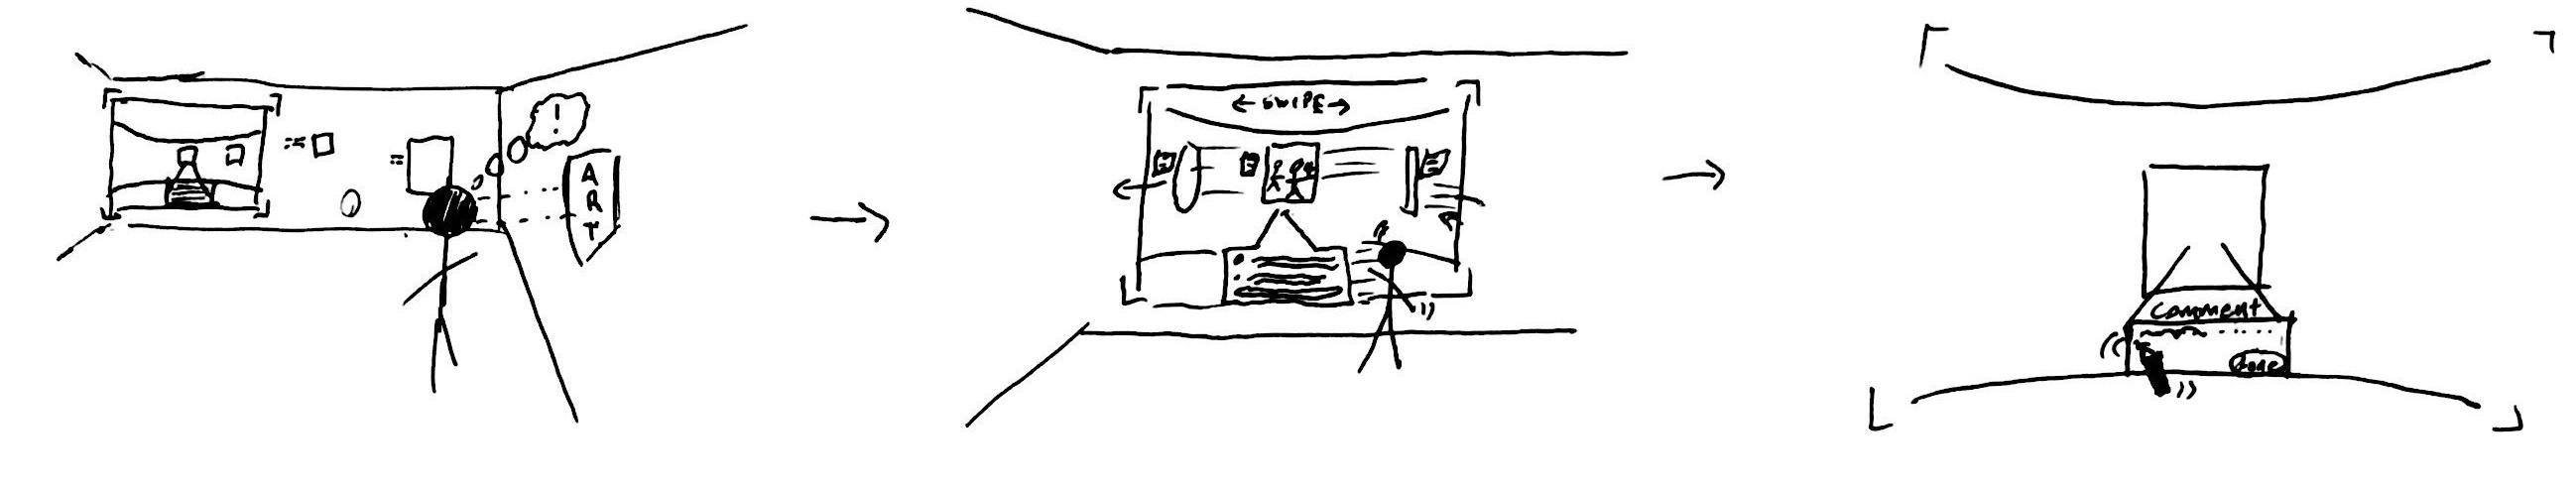 !
A
R
T
← SWIPE →
comment
done